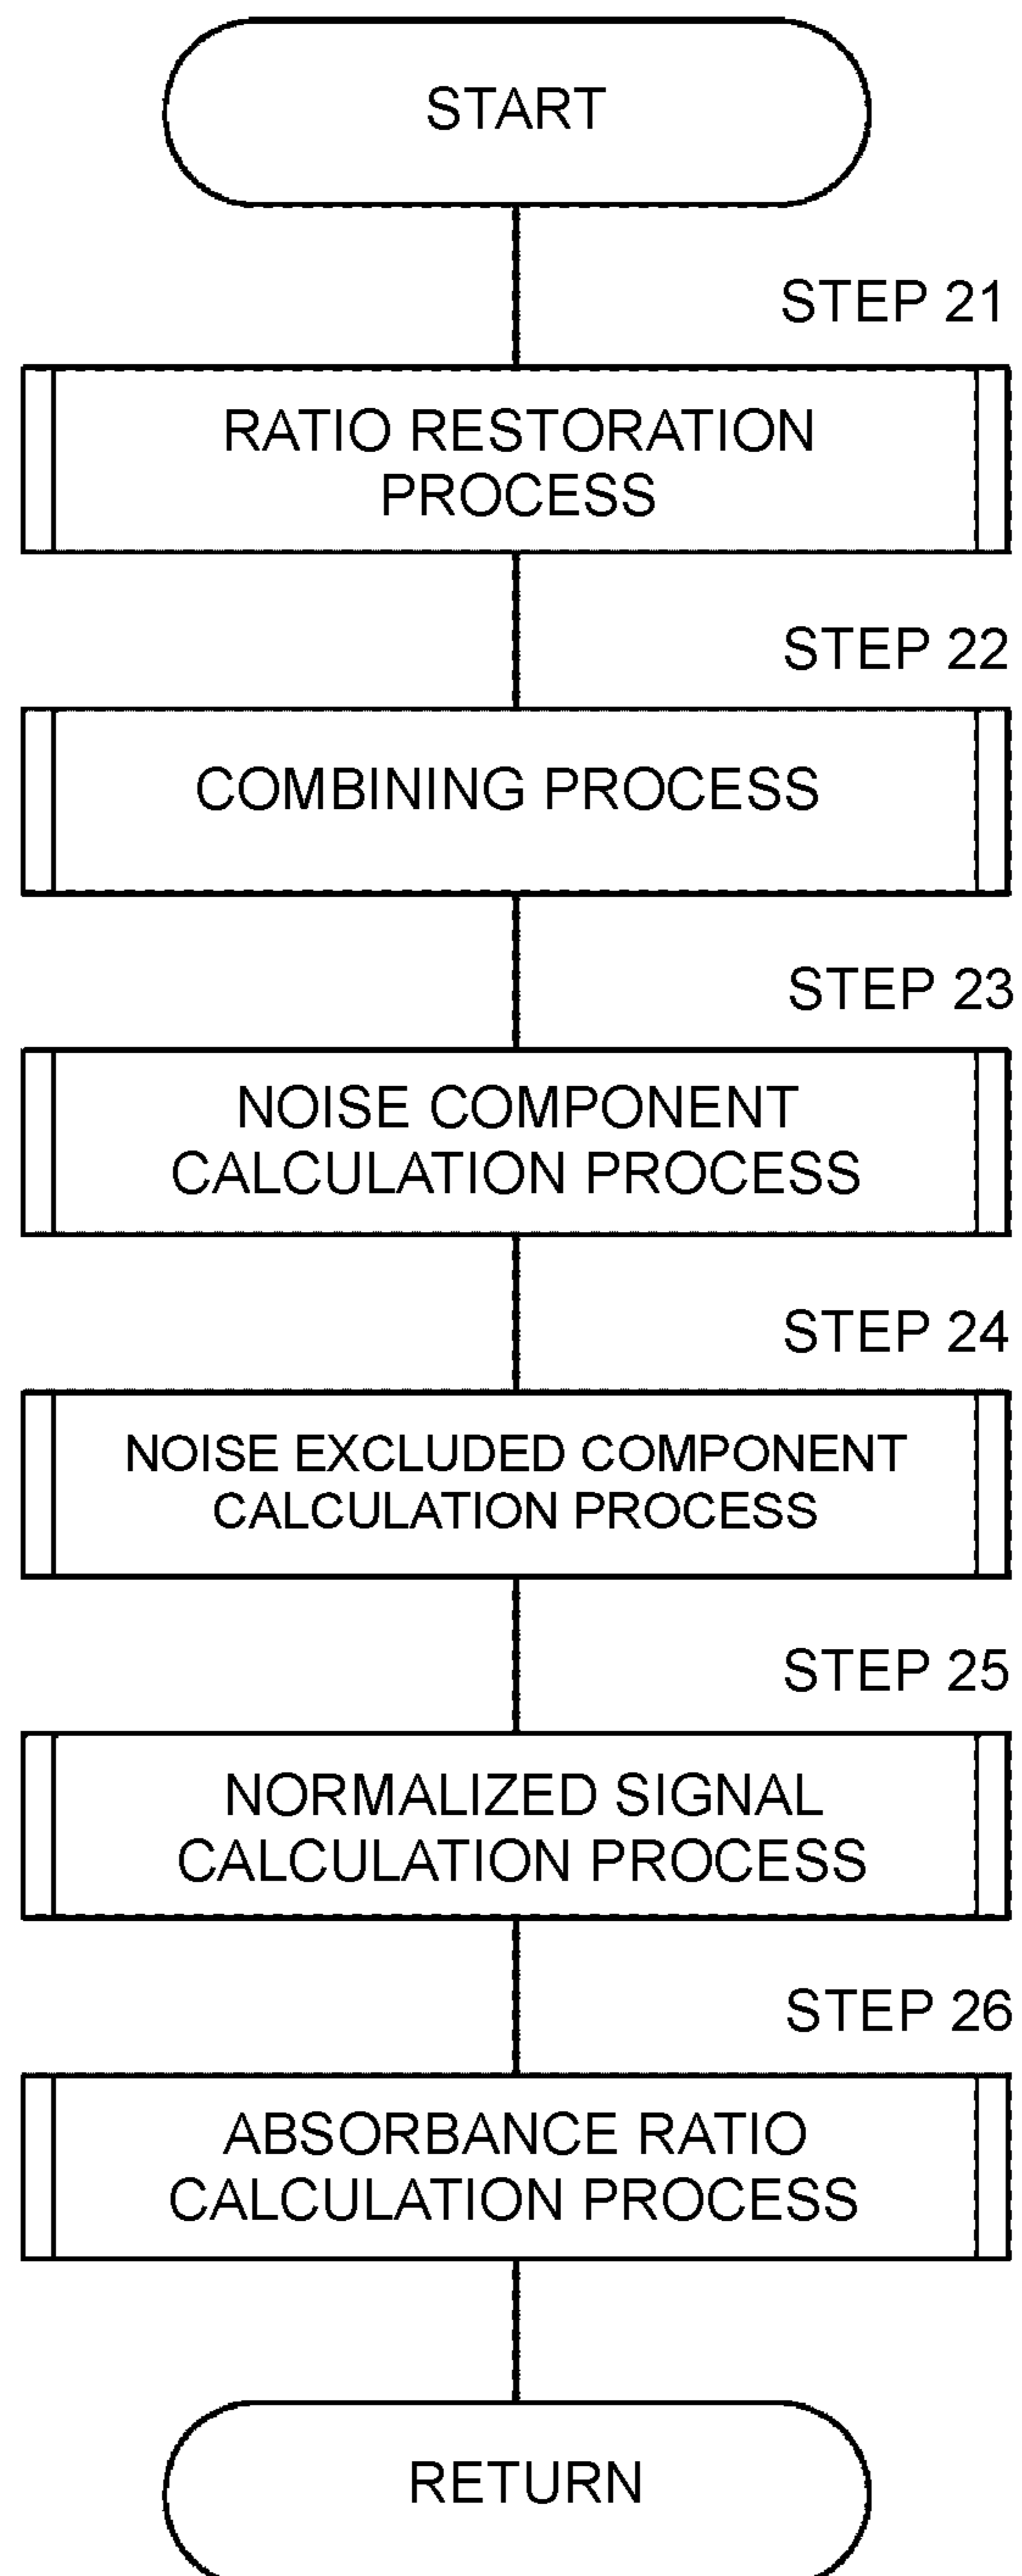 START
STEP 21
RATIO RESTORATION
PROCESS
STEP 22
COMBINING PROCESS
STEP 23
NOISE COMPONENT
CALCULATION PROCESS
STEP 24
NOISE EXCLUDED COMPONENT
CALCULATION PROCESS
STEP 25
NORMALIZED SIGNAL
CALCULATION PROCESS
STEP 26
ABSORBANCE RATIO
CALCULATION PROCESS
RETURN